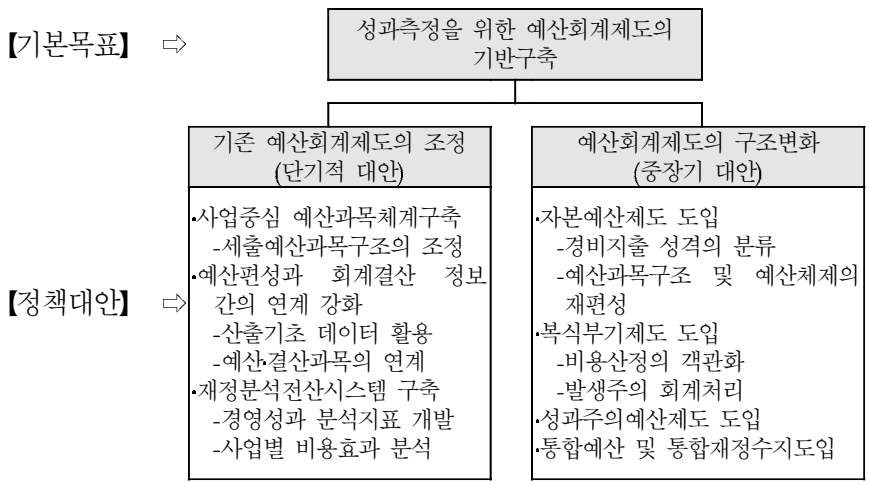 【기본목표】 ⇨
성과측정을 위한 예산회계제도의
기반구축
기존 예산회계제도의 조정
(단기적 대안)
·사업중심 예산과목체계구축
-세출예산과목구조의 조정
·예산편성과 회계결산 정보
간의 연계 강화
-산출기초 데이터 활용
-예산·결산과목의 연계
·재정분석전산시스템 구축
-경영성과 분석지표 개발
-사업별 비용효과 분석
예산회계제도의 구조변화
(중장기 대안)
·자본예산제도 도입
-경비지출 성격의 분류
-예산과목구조 및 예산체제의
재편성
·복식부기제도 도입
-비용산정의 객관화
-발생주의 회계처리
·성과주의예산제도 도입
·통합예산 및 통합재정수지도입
【정책대안】 ⇨